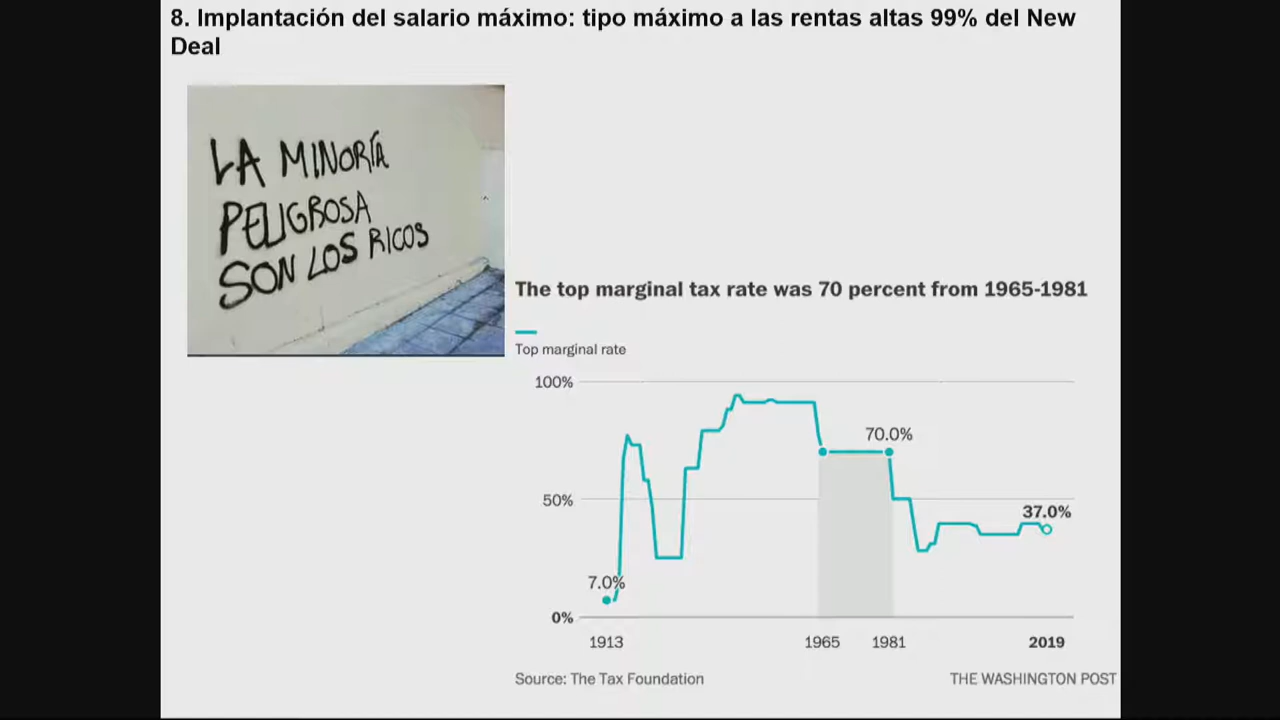 8. Implantación del salario máximo: tipo máximo a las rentas altas 99% del New
Deal
LA MINORÍA
PELIGROSA
SON LOS RICOS
The top marginal tax rate was 70 percent from 1965-1981
Top marginal rate
100%
70.0%
50%
37.0%
7.0%
0%
1913
1965
1981
2019
Source: The Tax Foundation
THE WASHINGTON POST